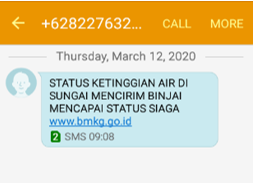 +628227632... CALL MORE
Thursday, March 12, 2020
STATUS KETINGGIAN AIR DI
SUNGAI MENCIRIM BINJAI
MENCAPAI STATUS SIAGA
www.bmkg.go.id
2 SMS 09:08